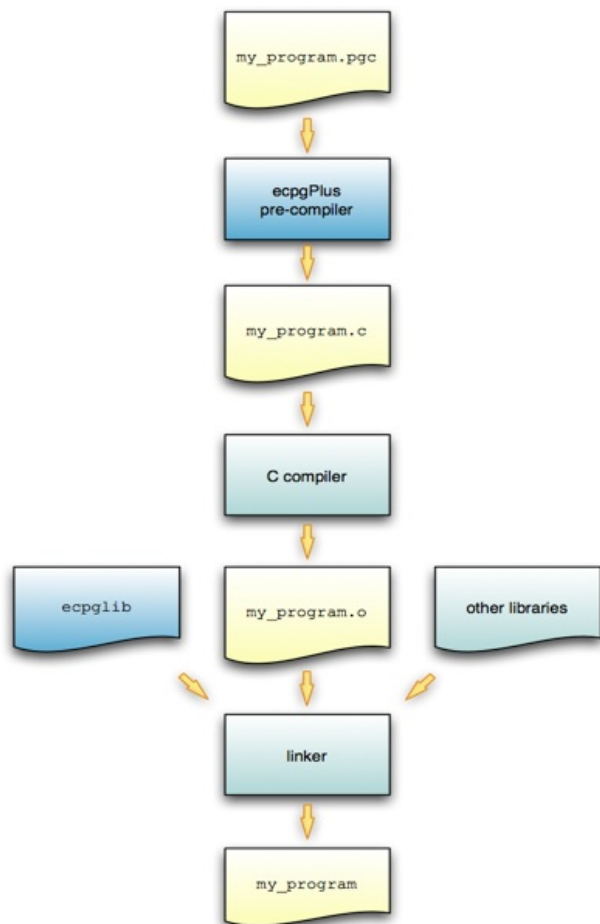 my_program.pgc
ecpgPlus
pre-compiler
my_program.c
C compiler
ecpglib
my_program.o
other libraries
linker
my_program